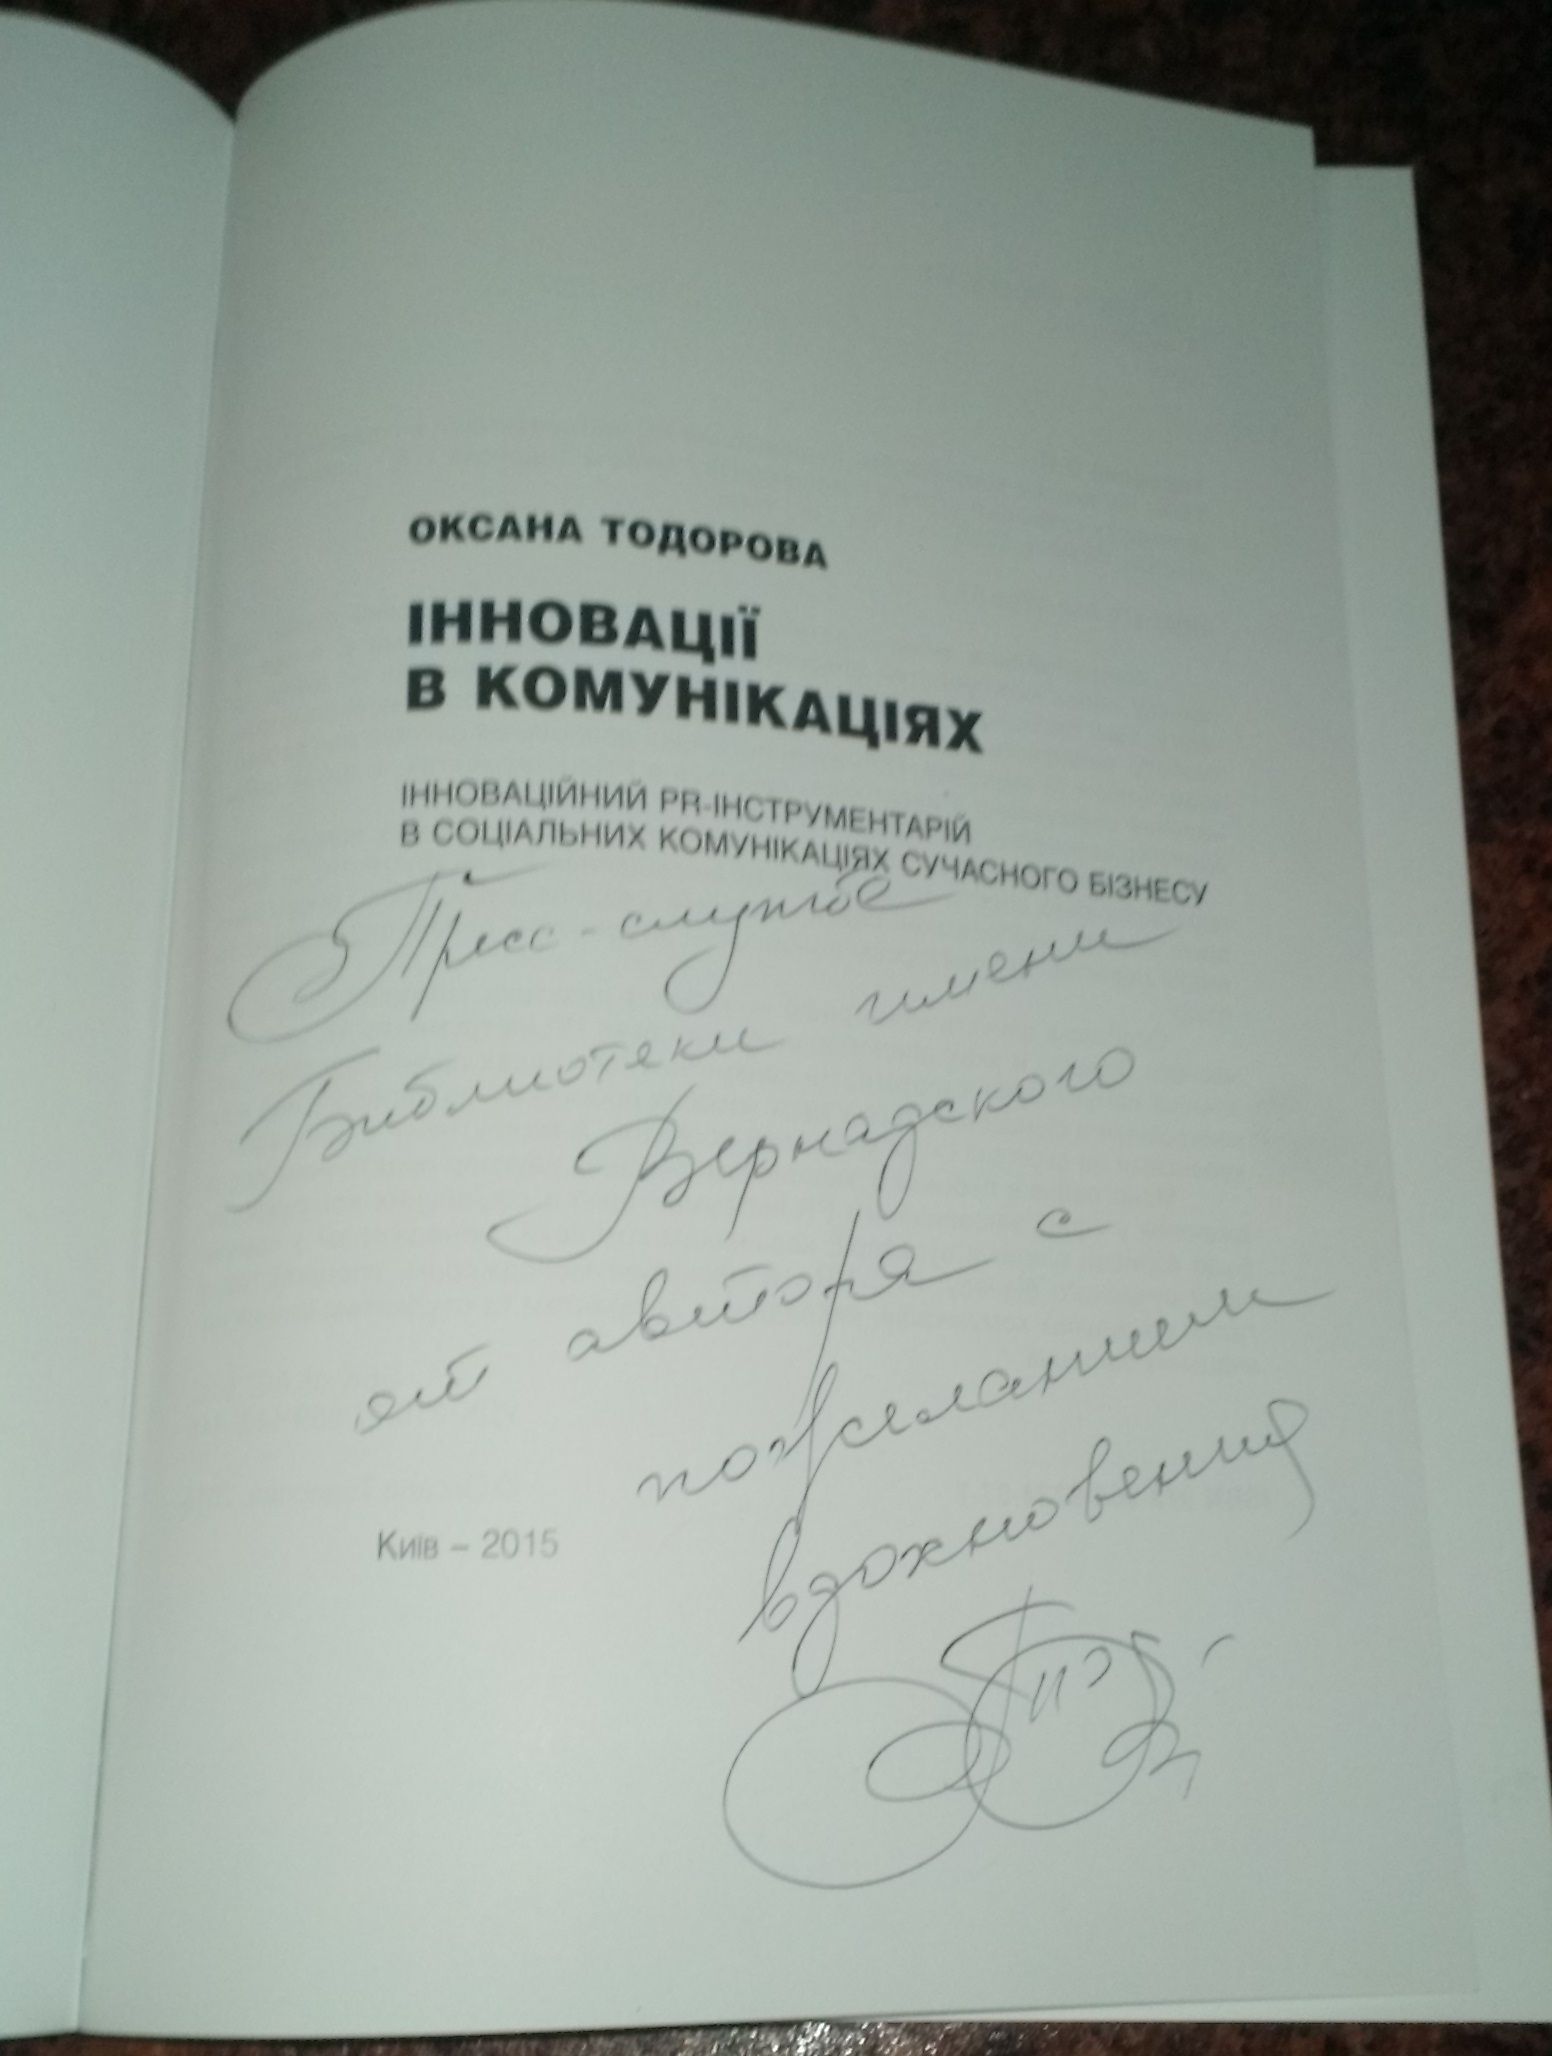 ОКСАНА ТОДОРОВА
ІННОВАЦІЇ
В КОМУНІКАЦІЯХ
ІННОВАЦІЙНИЙ PR-ІНСТРУМЕНТАРІЙ
В СОЦІАЛЬНИХ КОМУНІКАЦІЯХ СУЧАСНОГО БІЗНЕСУ
Пресс-службе
Библиотеки имени
Вернадского
от автора с
пожеланием
вдохновения
Київ – 2015